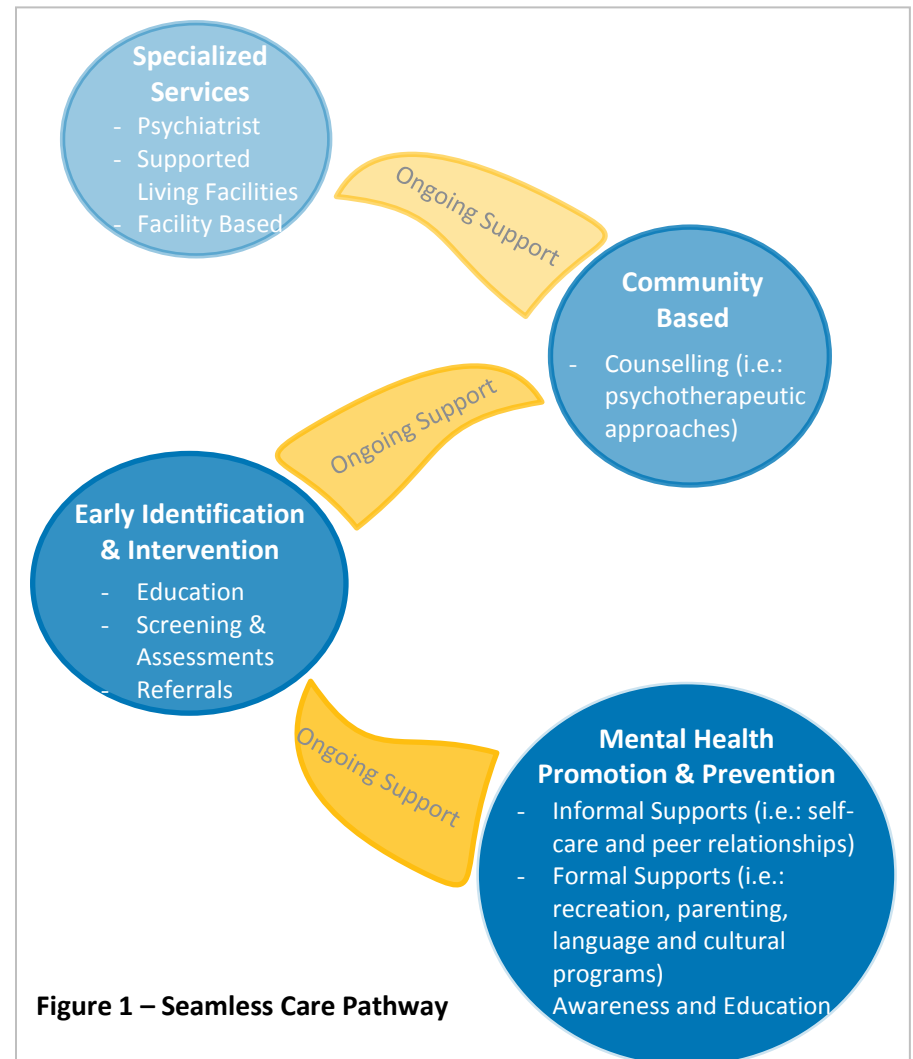 Specialized
Services
- Psychiatrist
- Supported
Living Facilities
- Facility Based
Ongoing Support
Community
Based
- Counselling (i.e.:
psychotherapeutic
approaches)
Ongoing Support
Early Identification
& Intervention
- Education
- Screening &
Assessments
- Referrals
Ongoing Support
Mental Health
Promotion & Prevention
- Informal Supports (i.e.: self-
care and peer relationships)
- Formal Supports (i.e.:
recreation, parenting,
language and cultural
programs)
Awareness and Education
Figure 1 – Seamless Care Pathway